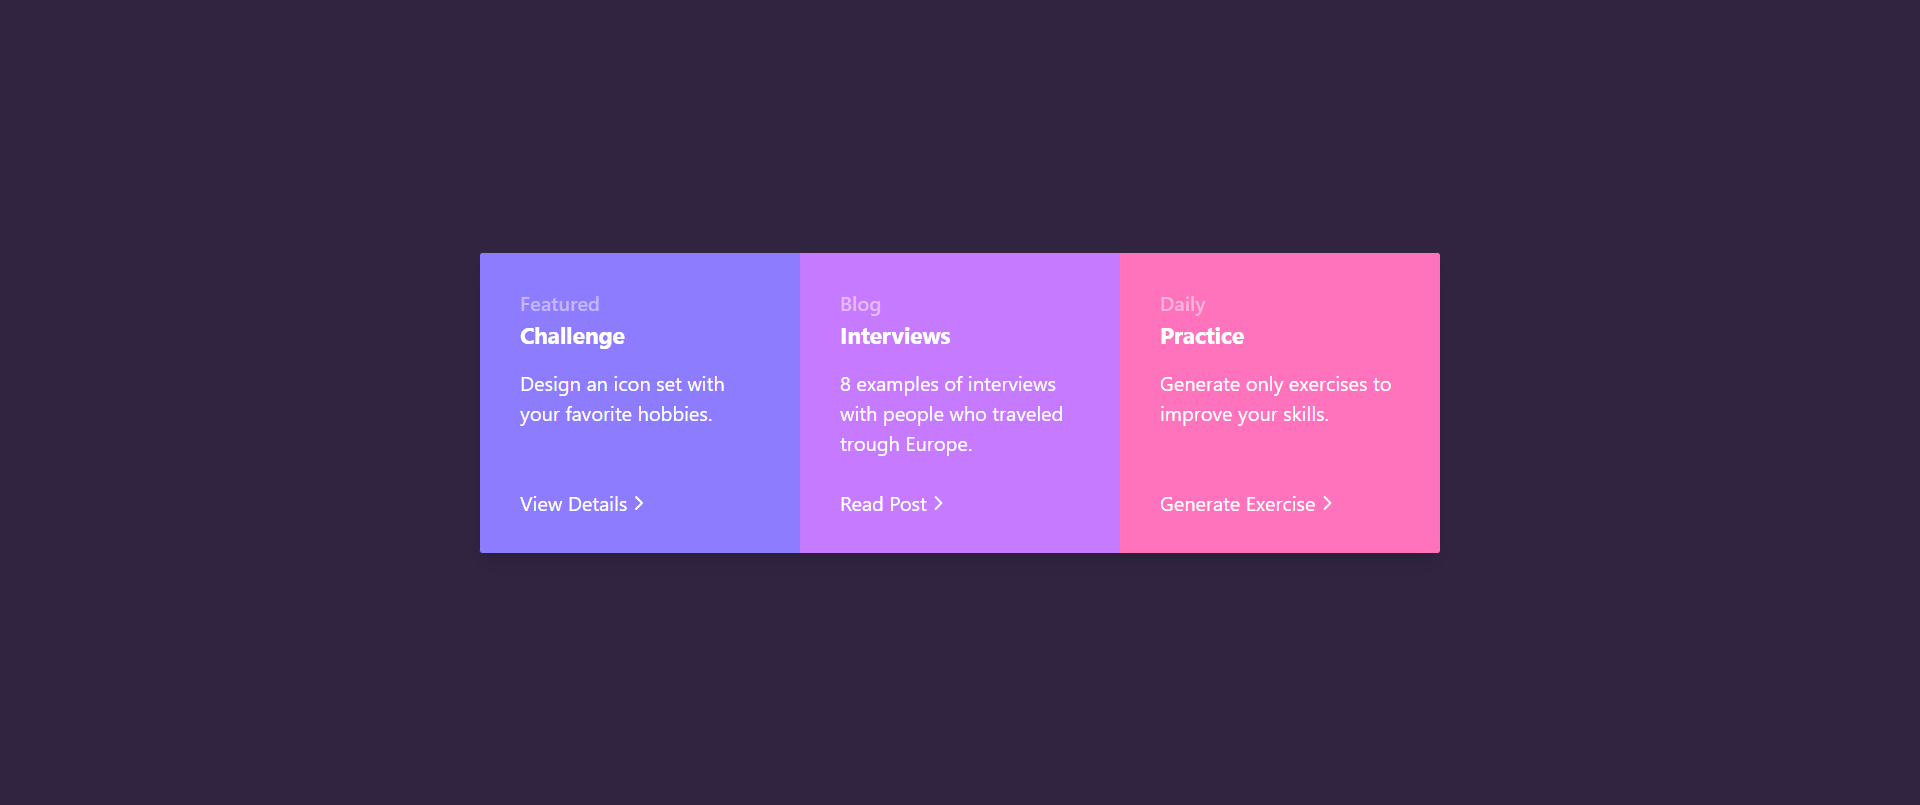 Featured
Challenge
Design an icon set with
your favorite hobbies.
View Details
Blog
Interviews
8 examples of interviews
with people who traveled
trough Europe.
Read Post
Daily
Practice
Generate only exercises to
improve your skills.
Generate Exercise